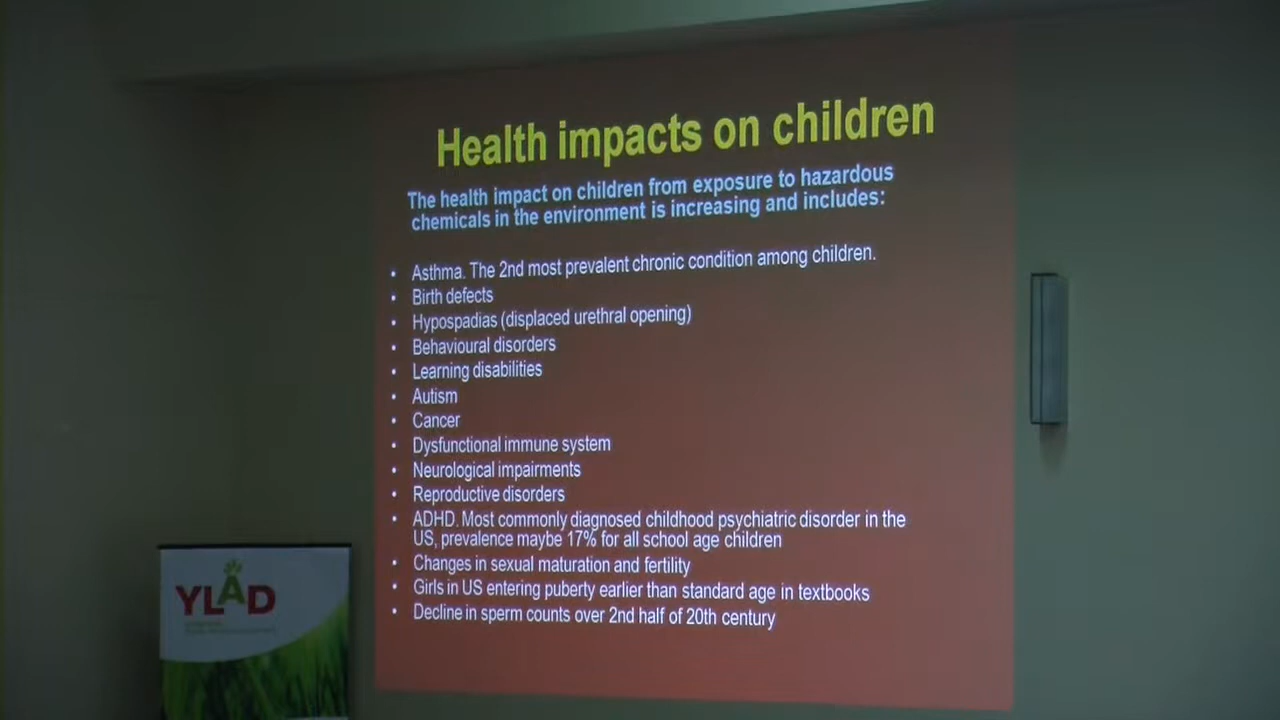 Health impacts on children
The health impact on children from exposure to hazardous
chemicals in the environment is increasing and includes:
• Asthma. The 2nd most prevalent chronic condition among children.
• Birth defects
• Hypospadias (displaced urethral opening)
• Behavioural disorders
• Learning disabilities
• Autism
• Cancer
• Dysfunctional immune system
• Neurological impairments
• Reproductive disorders
• ADHD. Most commonly diagnosed childhood psychiatric disorder in the
US, prevalence maybe 17% for all school age children
• Changes in sexual maturation and fertility
• Girls in US entering puberty earlier than standard age in textbooks
• Decline in sperm counts over 2nd half of 20th century
YLAD